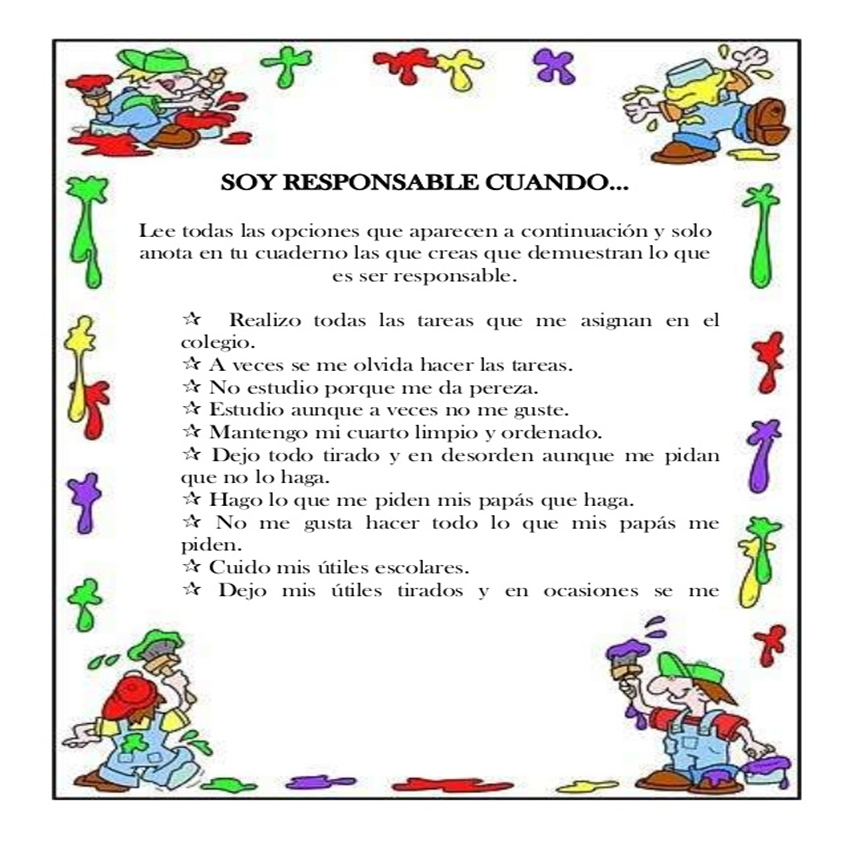 SOY RESPONSABLE CUANDO...
Lee todas las opciones que aparecen a continuación y solo
anota en tu cuaderno las que creas que demuestran lo que
es ser responsable.
☆ Realizo todas las tareas que me asignan en el
colegio.
☆ A veces se me olvida hacer las tareas.
☆ No estudio porque me da pereza.
☆ Estudio aunque a veces no me guste.
☆ Mantengo mi cuarto limpio y ordenado.
☆ Dejo todo tirado y en desorden aunque me pidan
que no lo haga.
☆ Hago lo que me piden mis papás que haga.
☆ No me gusta hacer todo lo que mis papás me
piden.
☆ Cuido mis útiles escolares.
☆ Dejo mis útiles tirados y en ocasiones se me